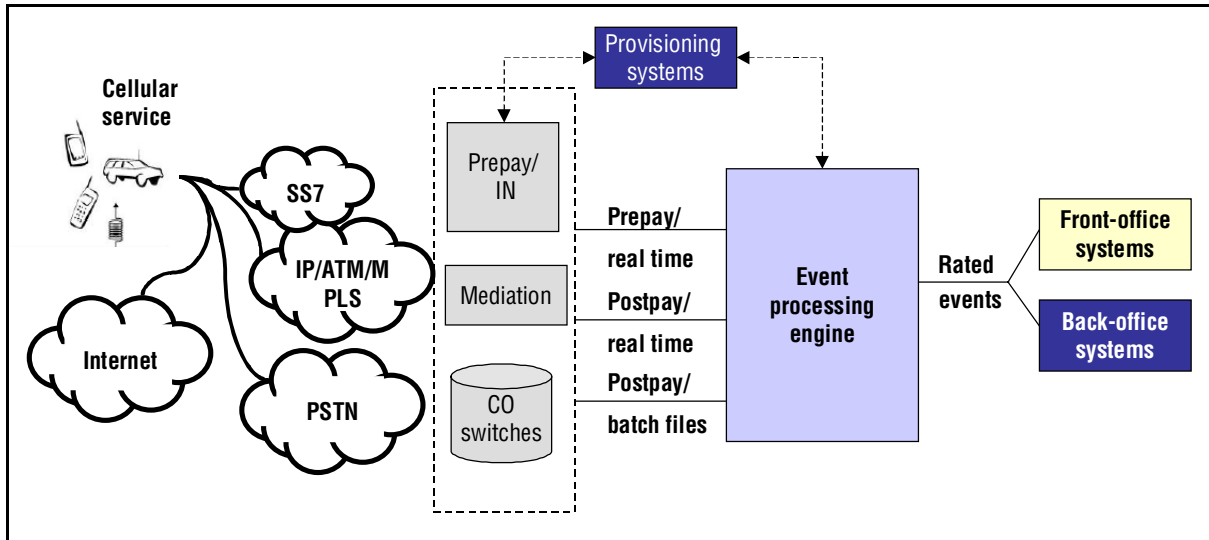 Provisioning
systems
Cellular
service
SS7
IP/ATM/M
PLS
Internet
PSTN
Prepay/
IN
Mediation
CO
switches
Prepay/
real time
Postpay/
real time
Postpay/
batch files
Event
processing
engine
Rated
events
Front-office
systems
Back-office
systems